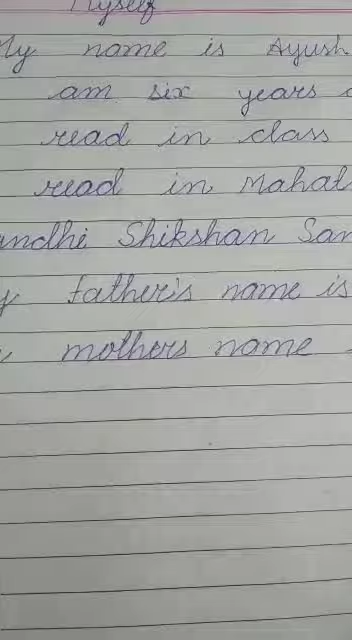 Myself
My name is Ayush
am six years
read in class
read in Mahat
andhi Shikshan San
y father's name is
mothers name